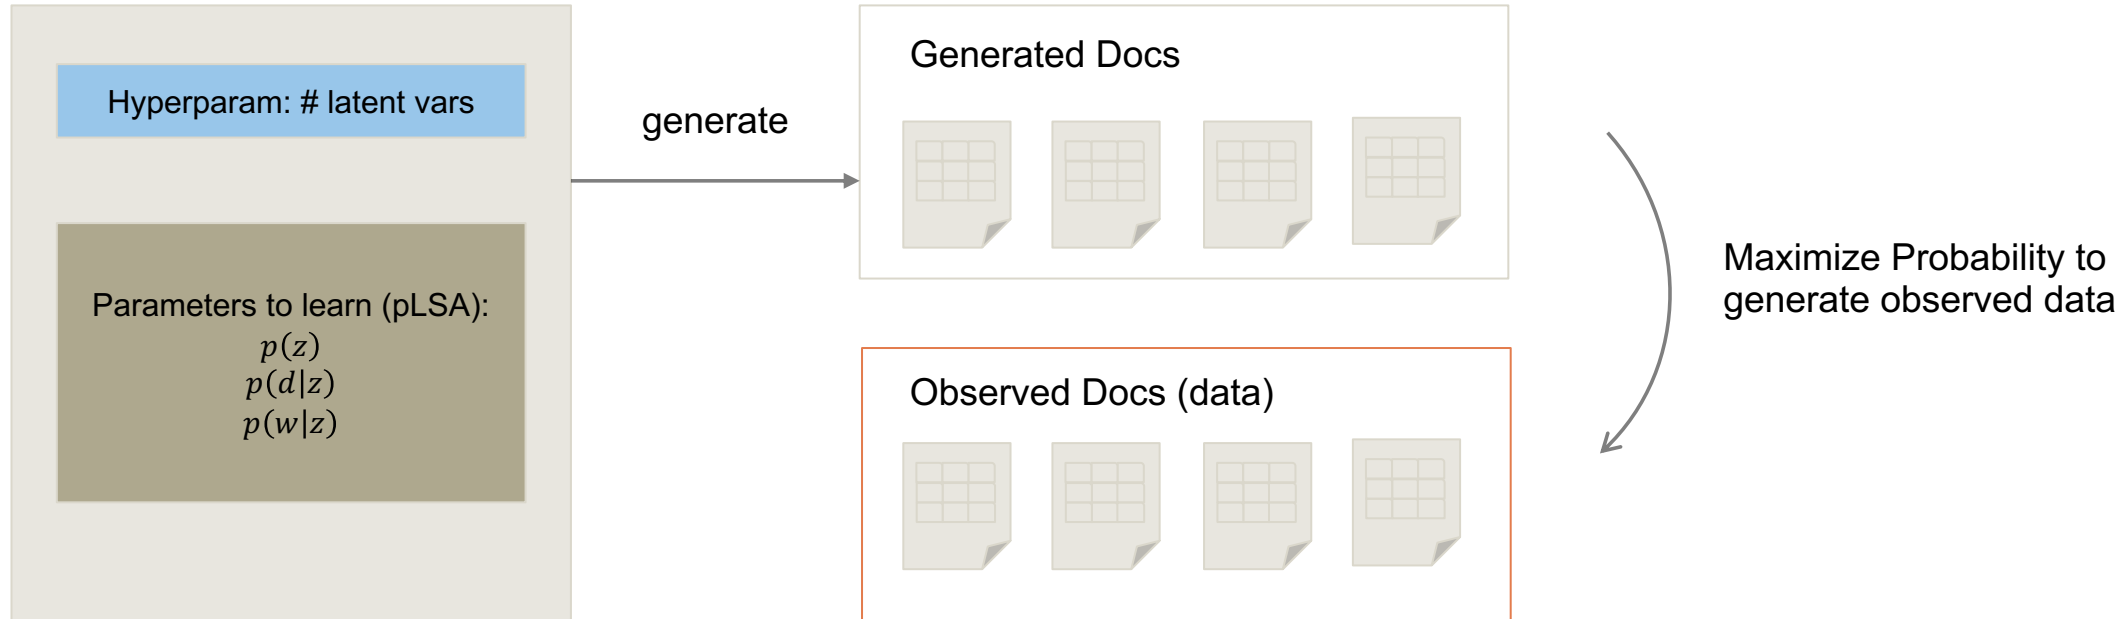 Hyperparam: # latent vars
Parameters to learn (pLSA):
p(z)
p(d|z)
p(w|z)
generate
Generated Docs
Observed Docs (data)
Maximize Probability to
generate observed data